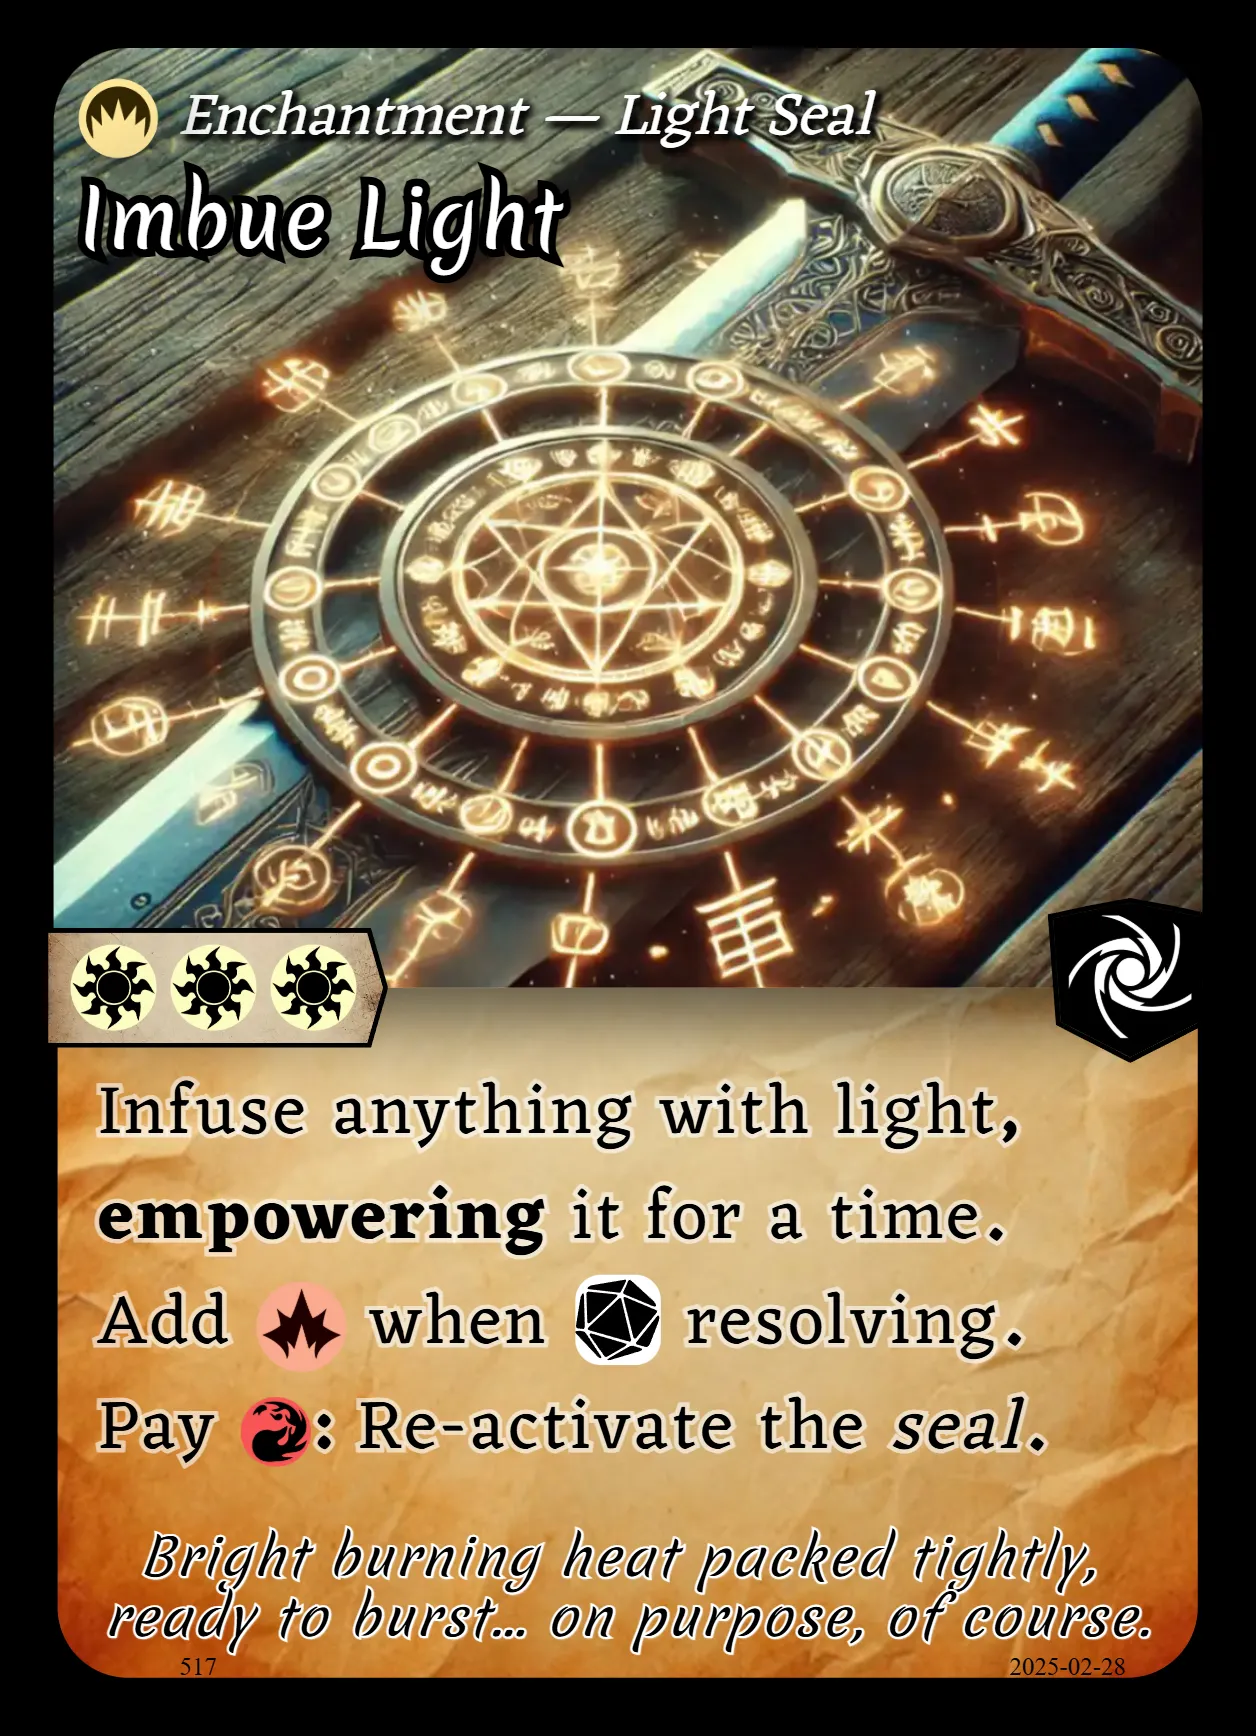 Enchantment — Light Seal
Imbue Light
Infuse anything with light,
empowering it for a time.
Add when resolving.
Pay : Re-activate the seal.
Bright burning heat packed tightly,
ready to burst... on purpose, of course.
517
2025-02-28